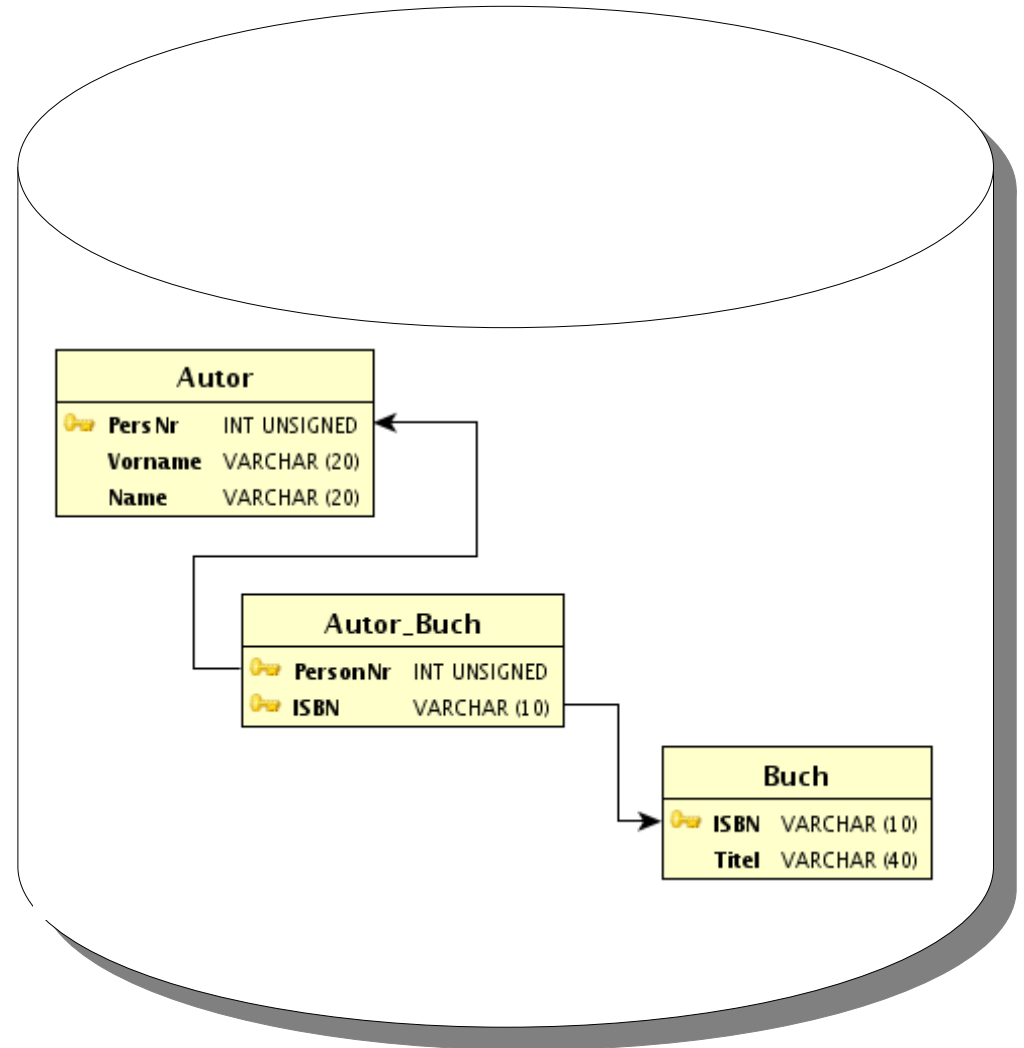 Autor
PersNr INT UNSIGNED
Vorname VARCHAR (20)
Name VARCHAR (20)
Autor_Buch
PersonNr INT UNSIGNED
ISBN VARCHAR (10)
Buch
ISBN VARCHAR (10)
Titel VARCHAR (40)